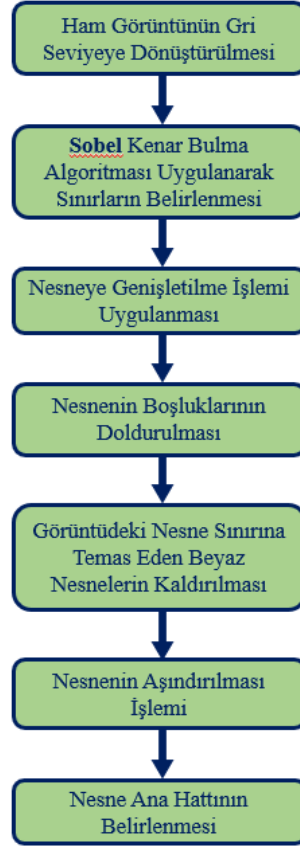 Ham Görüntünün Gri
Seviyeye Dönüştürülmesi
Sobel Kenar Bulma
Algoritması Uygulanarak
Sınırların Belirlenmesi
Nesneye Genişletilme İşlemi
Uygulanması
Nesnenin Boşluklarının
Doldurulması
Görüntüdeki Nesne Sınırına
Temas Eden Beyaz
Nesnelerin Kaldırılması
Nesnenin Aşındırılması
İşlemi
Nesne Ana Hattının
Belirlenmesi